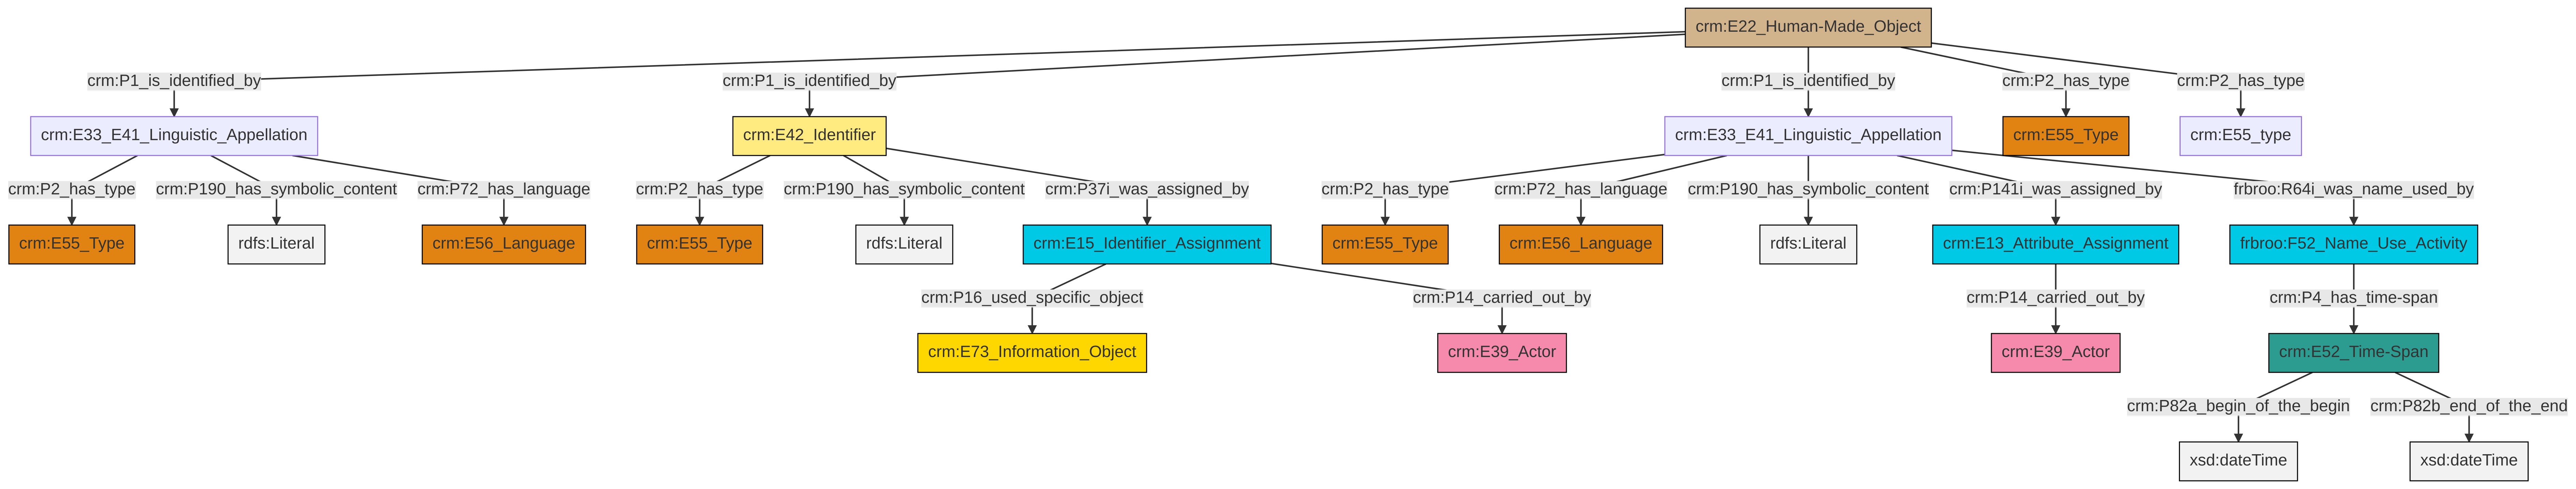 crm:E22_Human-Made_Object
crm:P1_is_identified_by
crm:P1_is_identified_by
crm:P1_is_identified_by
crm:P2_has_type
crm:P2_has_type
crm:E33_E41_Linguistic_Appellation
crm:E42_Identifier
crm:E33_E41_Linguistic_Appellation
crm:E55_Type
crm:E55_type
crm:P2_has_type
crm:P190_has_symbolic_content
crm:P72_has_language
crm:P2_has_type
crm:P190_has_symbolic_content
crm:P37i_was_assigned_by
crm:P2_has_type
crm:P72_has_language
crm:P190_has_symbolic_content
crm:P141i_was_assigned_by
frbroo:R64i_was_name_used_by
crm:E55_Type
rdfs:Literal
crm:E56_Language
crm:E55_Type
rdfs:Literal
crm:E15_Identifier_Assignment
crm:E55_Type
crm:E56_Language
rdfs:Literal
crm:E13_Attribute_Assignment
frbroo:F52_Name_Use_Activity
crm:P16_used_specific_object
crm:P14_carried_out_by
crm:P14_carried_out_by
crm:P4_has_time-span
crm:E73_Information_Object
crm:E39_Actor
crm:E39_Actor
crm:E52_Time-Span
crm:P82a_begin_of_the_begin
crm:P82b_end_of_the_end
xsd:dateTime
xsd:dateTime